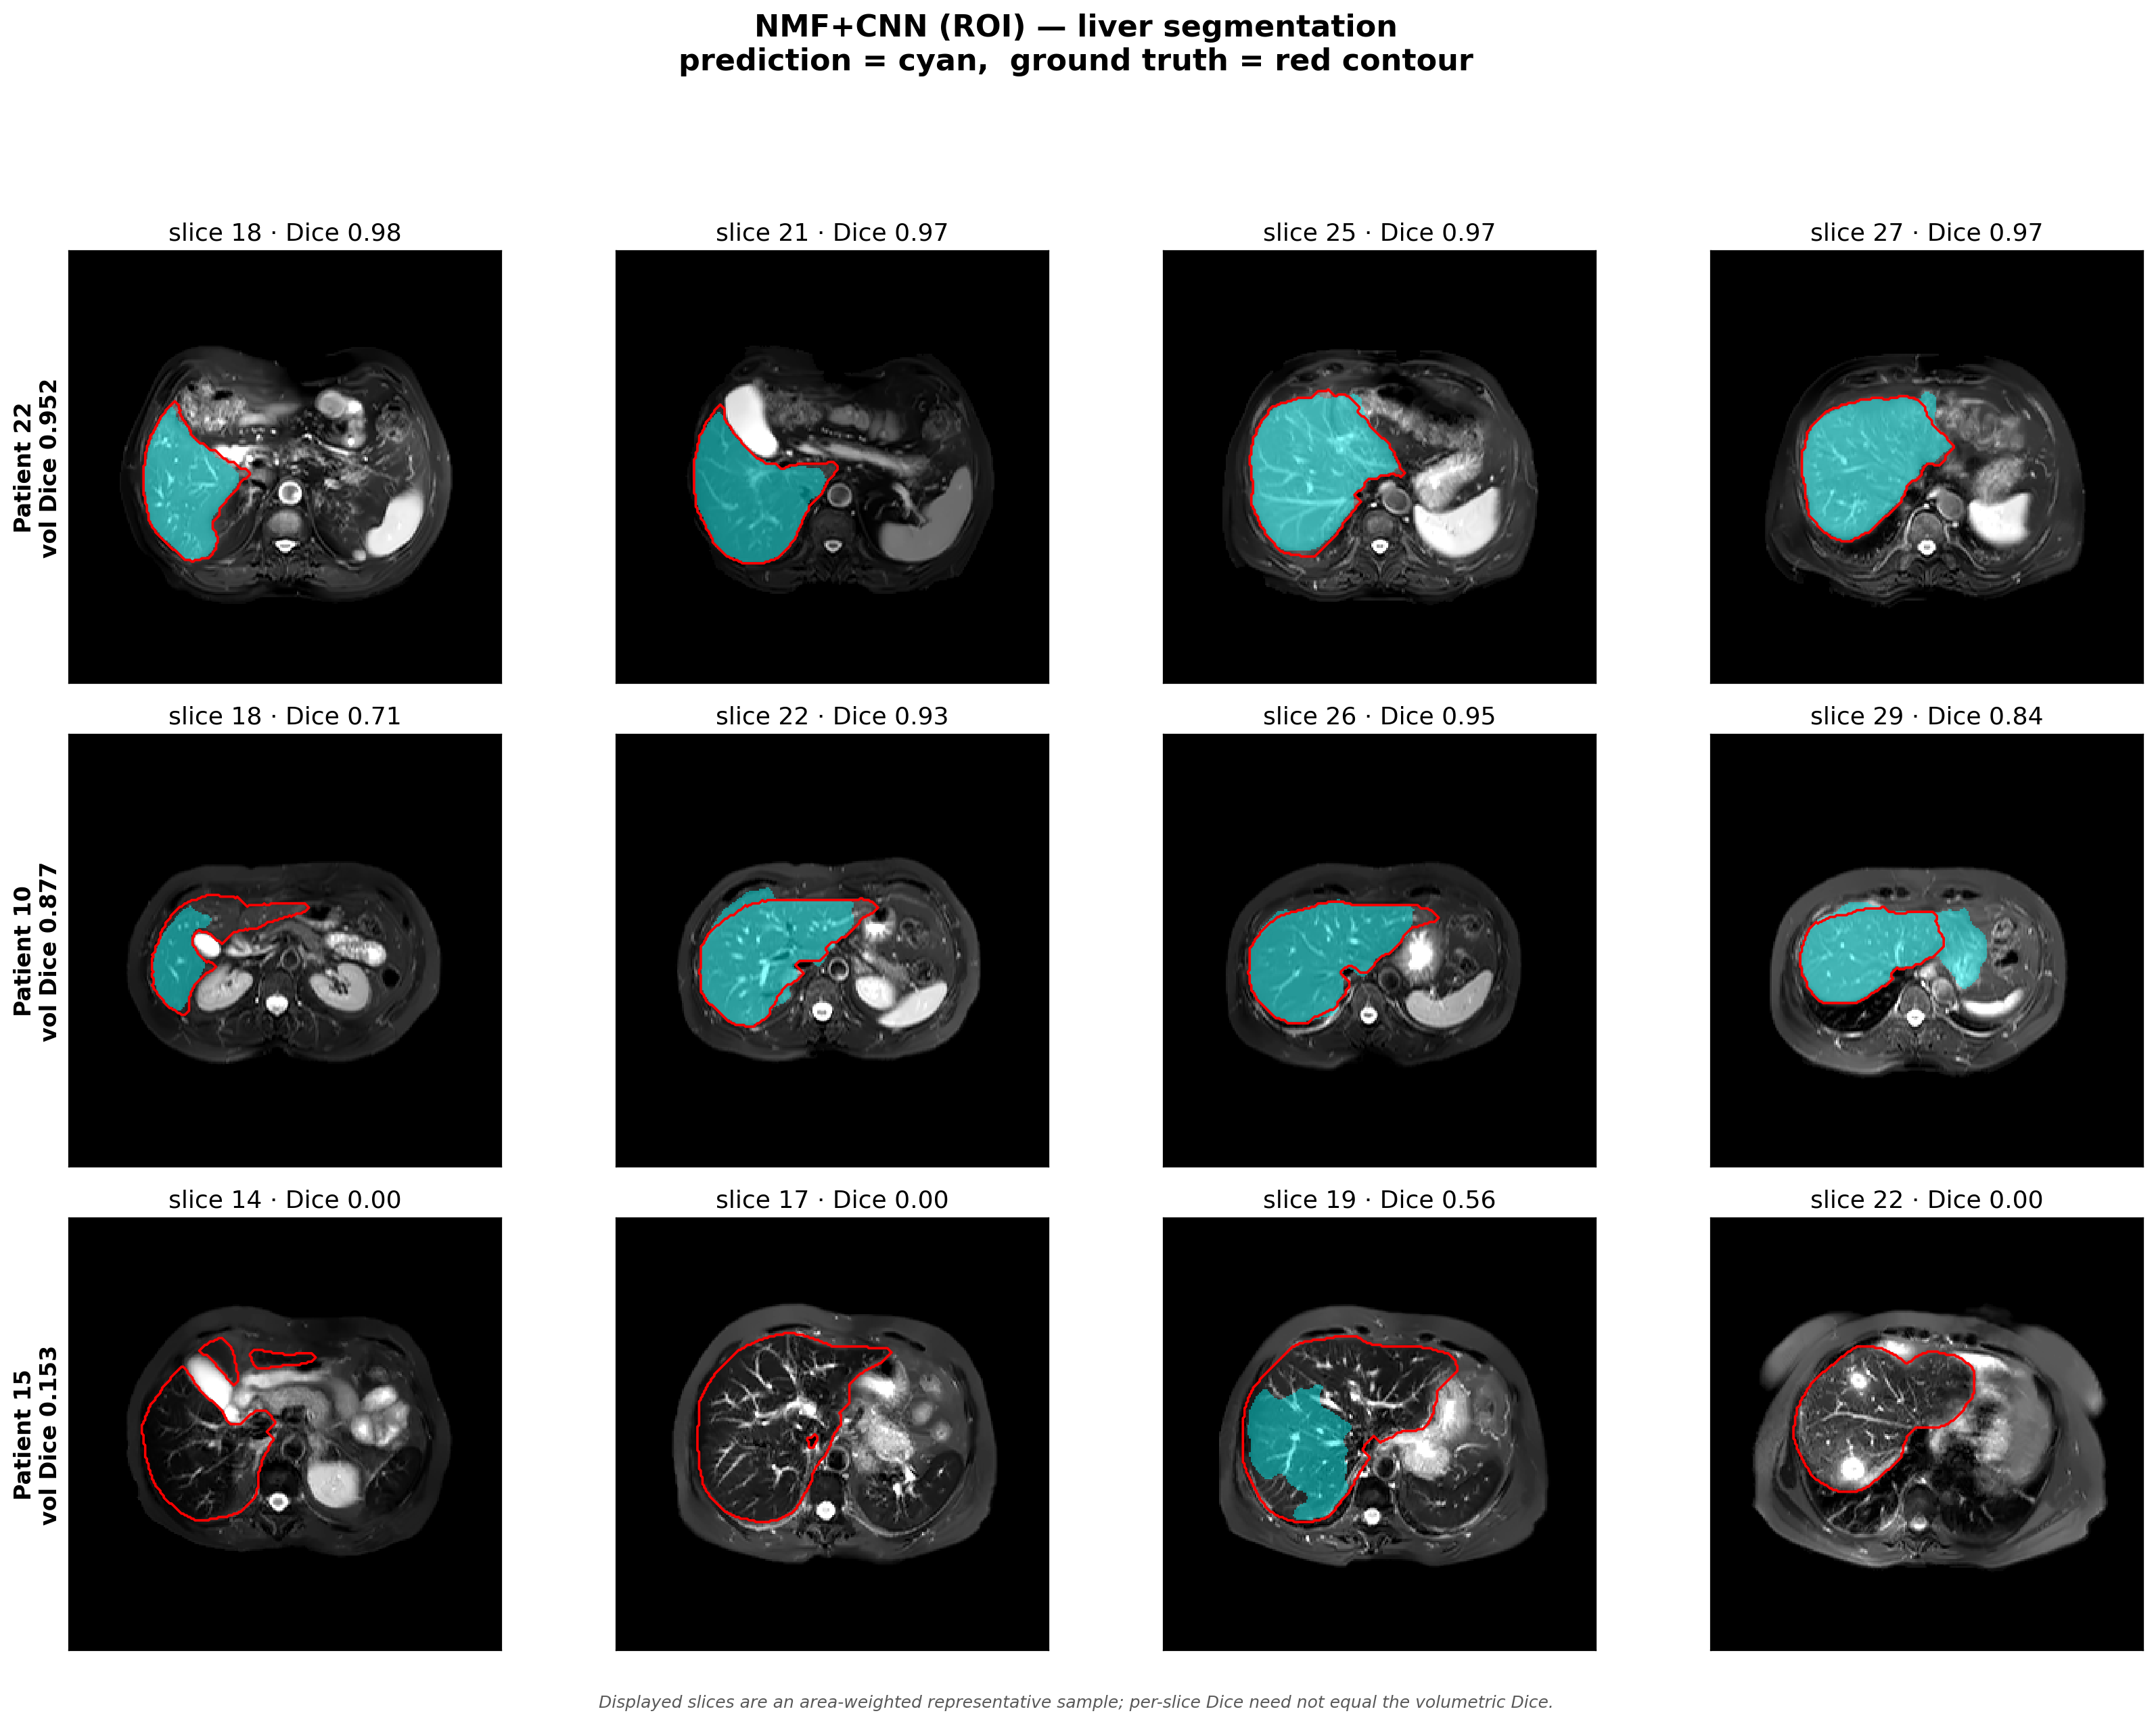 NMF+CNN (ROI) — liver segmentation
prediction = cyan,  ground truth = red contour
Patient 22
vol Dice 0.952
slice 18 · Dice 0.98
slice 21 · Dice 0.97
slice 25 · Dice 0.97
slice 27 · Dice 0.97
Patient 10
vol Dice 0.877
slice 18 · Dice 0.71
slice 22 · Dice 0.93
slice 26 · Dice 0.95
slice 29 · Dice 0.84
Patient 15
vol Dice 0.153
slice 14 · Dice 0.00
slice 17 · Dice 0.00
slice 19 · Dice 0.56
slice 22 · Dice 0.00
Displayed slices are an area-weighted representative sample; per-slice Dice need not equal the volumetric Dice.